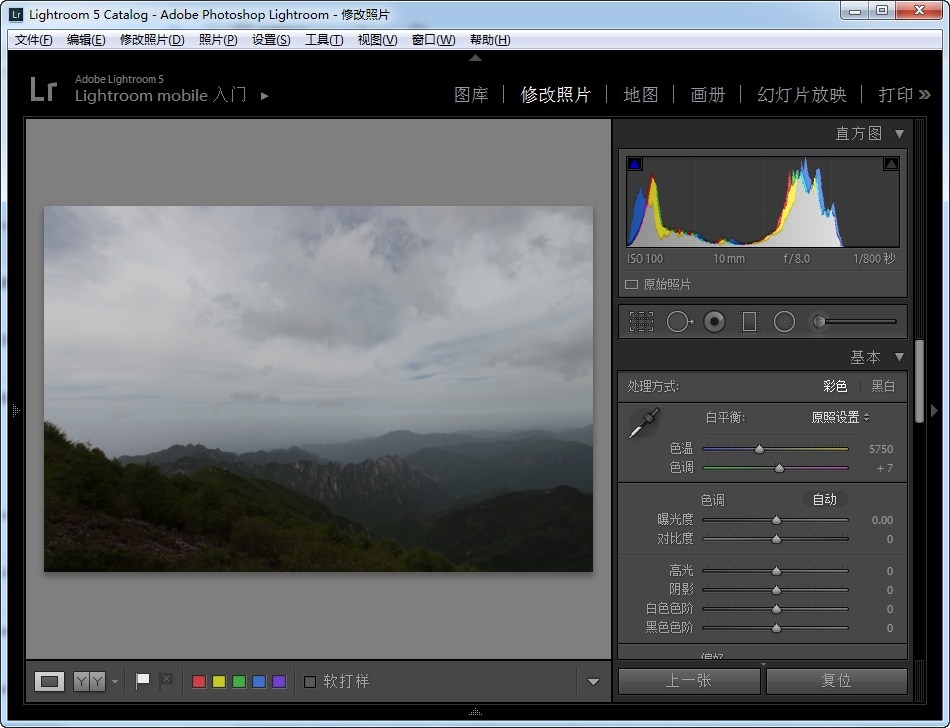 Lightroom 5 Catalog - Adobe Photoshop Lightroom - 修改照片
文件(F) 编辑(E) 修改照片(D) 照片(P) 设置(S) 工具(T) 视图(V) 窗口(W) 帮助(H)
Lr
Adobe Lightroom 5
Lightroom mobile 入门
图库 修改照片 地图 画册 幻灯片放映 打印
直方图
ISO 100 10 mm f / 8.0 1/800 秒
原始照片
基本
处理方式: 彩色 黑白
白平衡: 原照设置
色温 5750
色调 + 7
色调 自动
曝光度 0.00
对比度 0
高光 0
阴影 0
白色色阶 0
黑色色阶 0
偏好
YY 软打样
上一张 复位